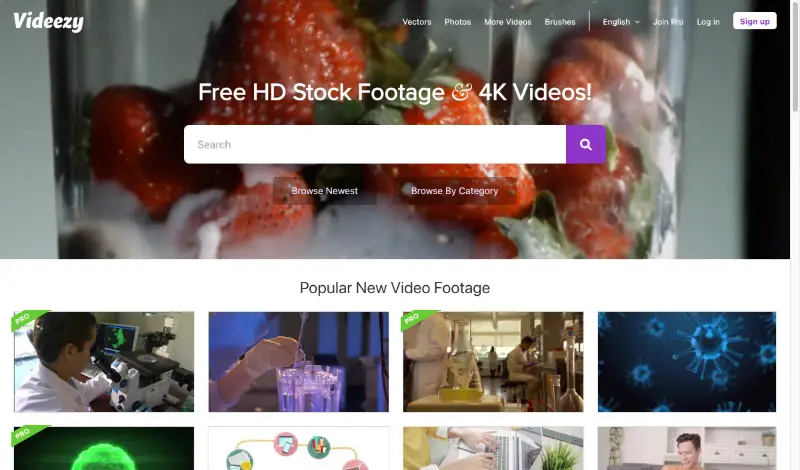 Videezy
Vectors Photos More Videos Brushes English Join Pro Log in Sign up
Free HD Stock Footage & 4K Videos!
Search
Browse Newest Browse By Category
Popular New Video Footage
PRO PRO
PRO